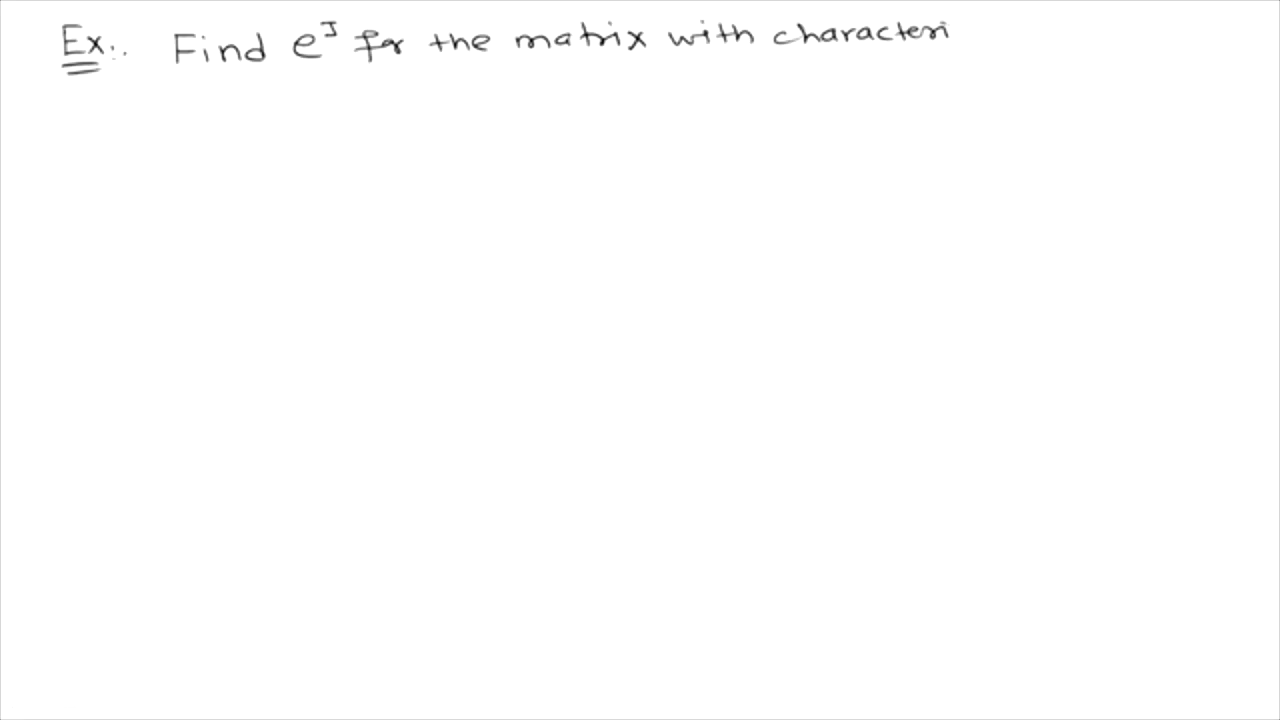 Ex:. Find e^J for the matrix with characteri